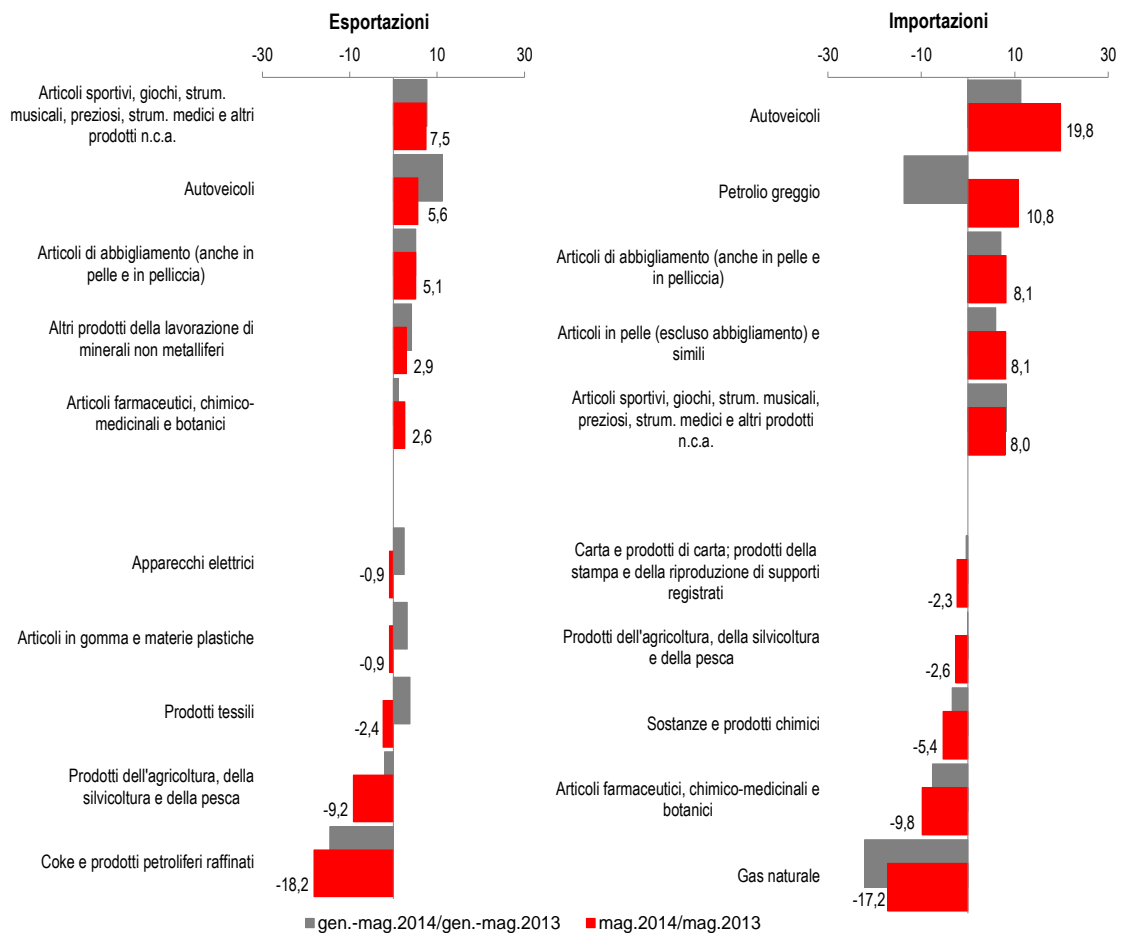 Esportazioni
-30
-10
10
30
Articoli sportivi, giochi, strum.
musicali, preziosi, strum. medici e altri
prodotti n.c.a.
7,5
Autoveicoli
5,6
Articoli di abbigliamento (anche in
pelle e in pelliccia)
5,1
Altri prodotti della lavorazione di
minerali non metalliferi
2,9
Articoli farmaceutici, chimico-
medicinali e botanici
2,6
Apparecchi elettrici
-0,9
Articoli in gomma e materie plastiche
-0,9
Prodotti tessili
-2,4
Prodotti dell'agricoltura, della
silvicoltura e della pesca
-9,2
Coke e prodotti petroliferi raffinati
-18,2
Importazioni
-30
-10
10
30
Autoveicoli
19,8
Petrolio greggio
10,8
Articoli di abbigliamento (anche in pelle e
in pelliccia)
8,1
Articoli in pelle (escluso abbigliamento) e
simili
8,1
Articoli sportivi, giochi, strum. musicali,
preziosi, strum. medici e altri prodotti
n.c.a.
8,0
Carta e prodotti di carta; prodotti della
stampa e della riproduzione di supporti
registrati
-2,3
Prodotti dell'agricoltura, della silvicoltura
e della pesca
-2,6
Sostanze e prodotti chimici
-5,4
Articoli farmaceutici, chimico-medicinali e
botanici
-9,8
Gas naturale
-17,2
gen.-mag.2014/gen.-mag.2013
mag.2014/mag.2013